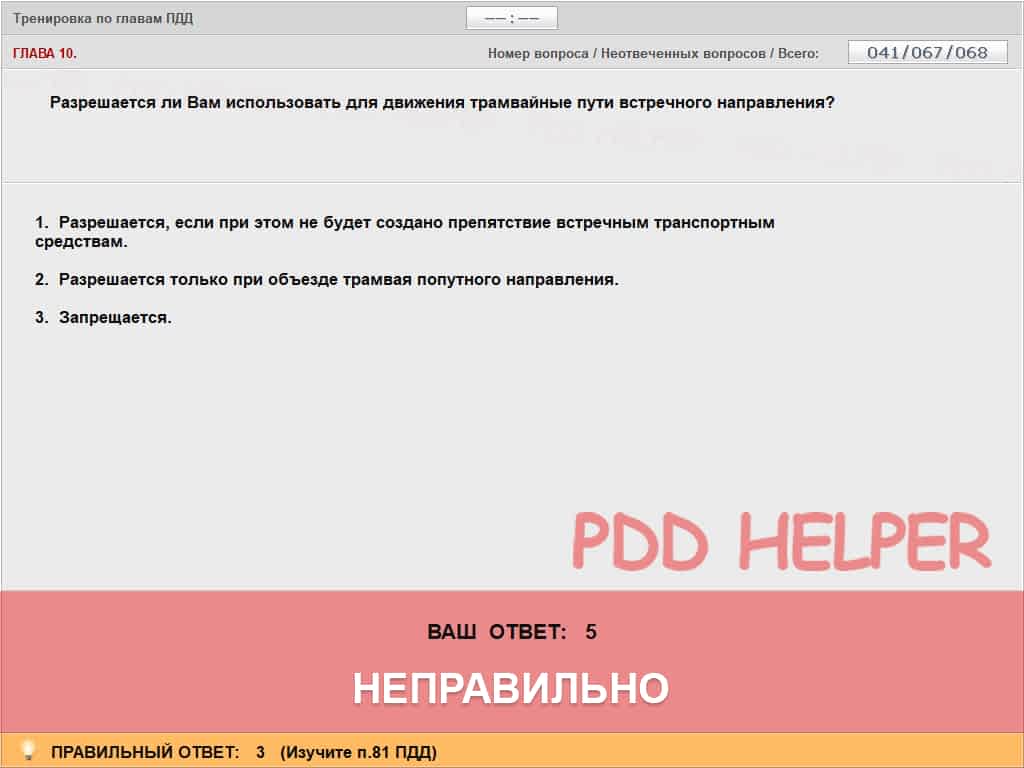 Тренировка по главам ПДД
–– : ––
ГЛАВА 10.
Номер вопроса / Неотвеченных вопросов / Всего:
041/067/068
Разрешается ли Вам использовать для движения трамвайные пути встречного направления?
1. Разрешается, если при этом не будет создано препятствие встречным транспортным
средствам.
2. Разрешается только при объезде трамвая попутного направления.
3. Запрещается.
PDD HELPER
ВАШ ОТВЕТ: 5
НЕПРАВИЛЬНО
ПРАВИЛЬНЫЙ ОТВЕТ: 3 (Изучите п.81 ПДД)